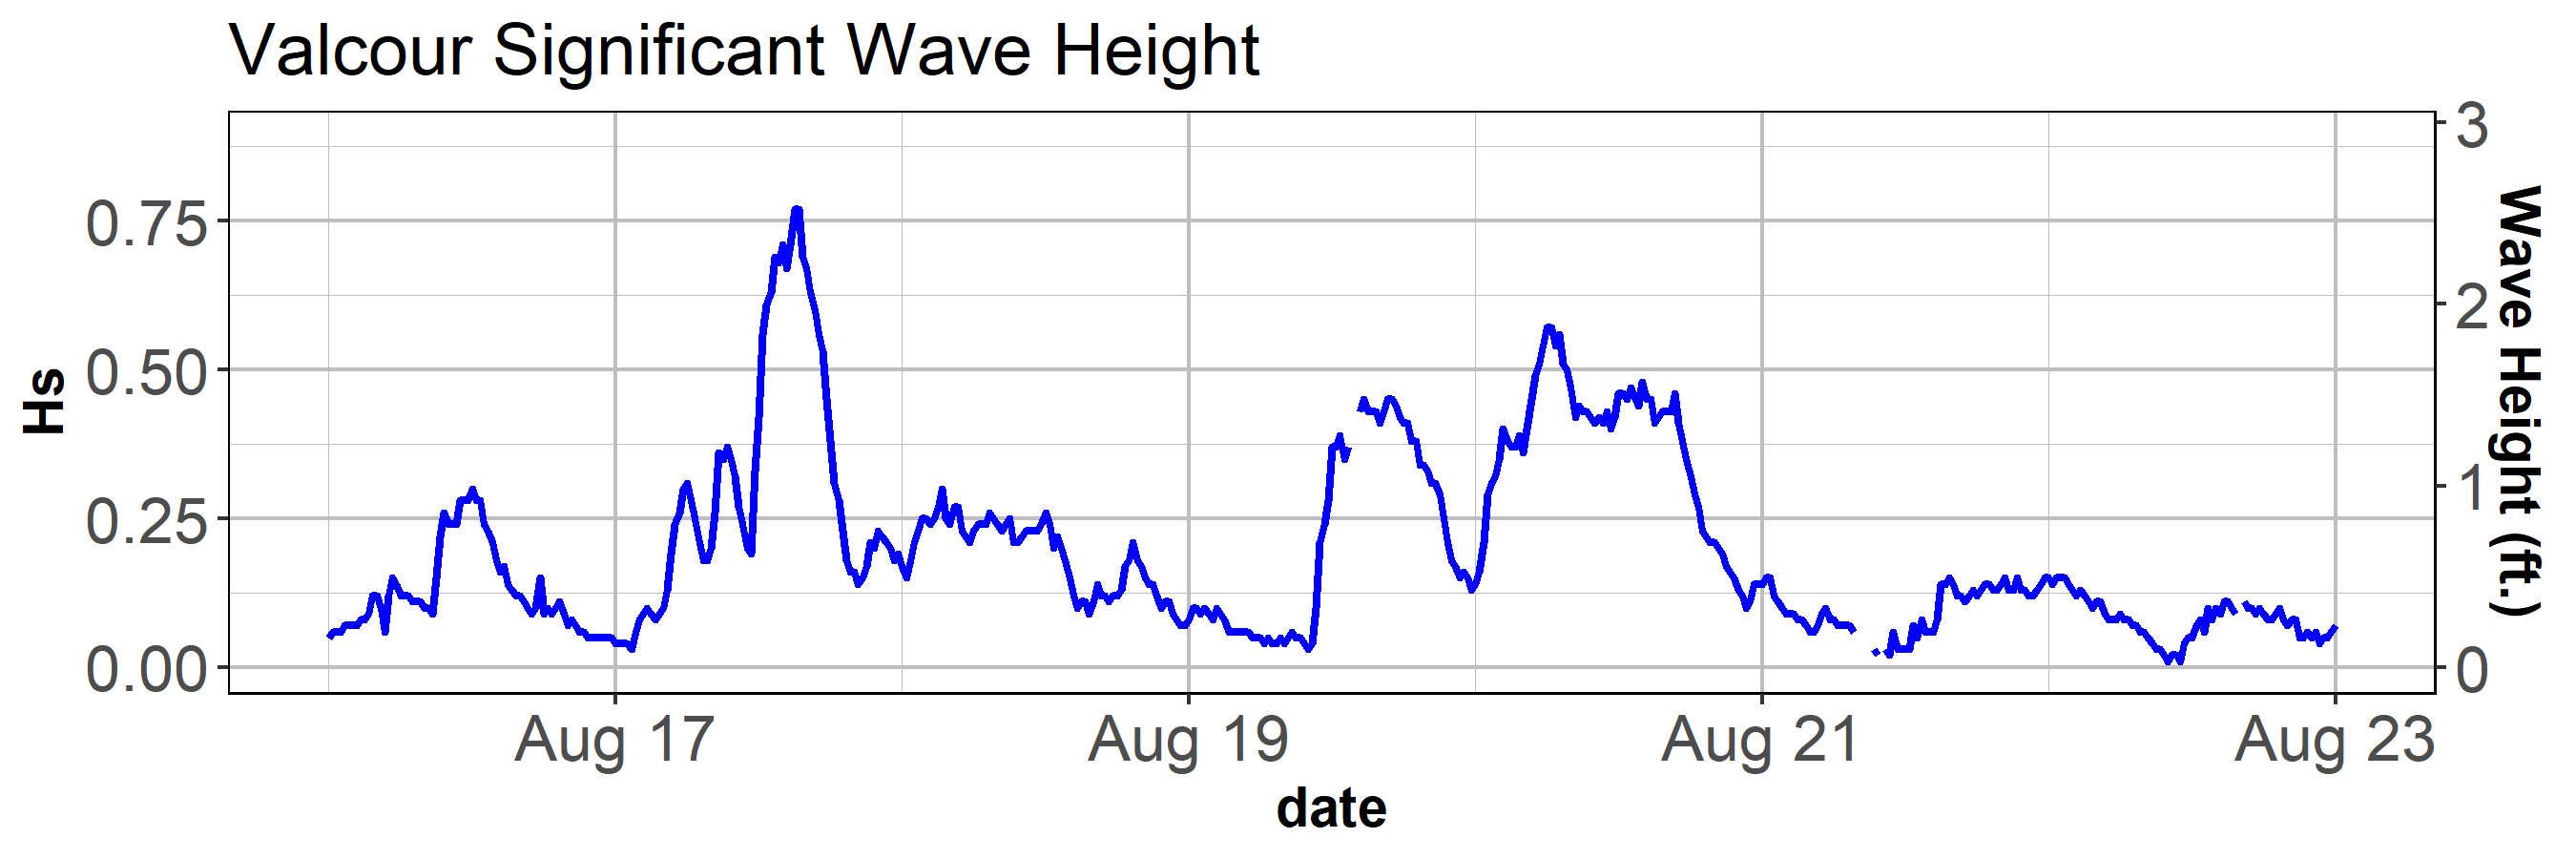 Valcour Significant Wave Height
Hs
0.75
0.50
0.25
0.00
3
2
1
0
Wave Height (ft.)
Aug 17 Aug 19 Aug 21 Aug 23
date